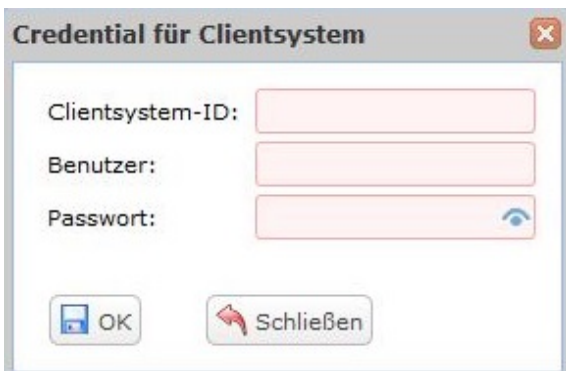 Credential für Clientsystem
Clientsystem-ID:
Benutzer:
Passwort:
OK Schließen